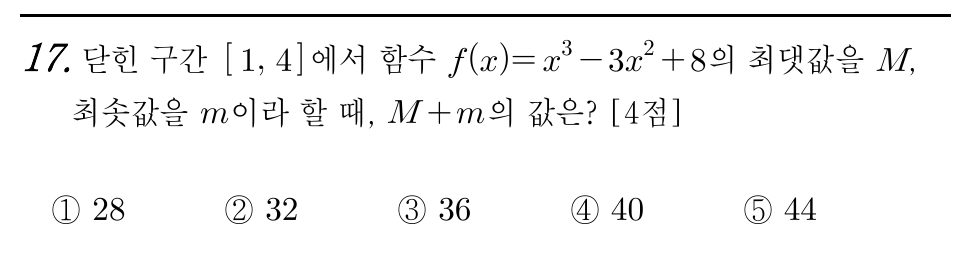 17. 닫힌 구간 [1, 4]에서 함수 f(x)=x³-3x²+8의 최댓값을 M,
최솟값을 m이라 할 때, M+m의 값은? [4점]
① 28 ② 32 ③ 36 ④ 40 ⑤ 44